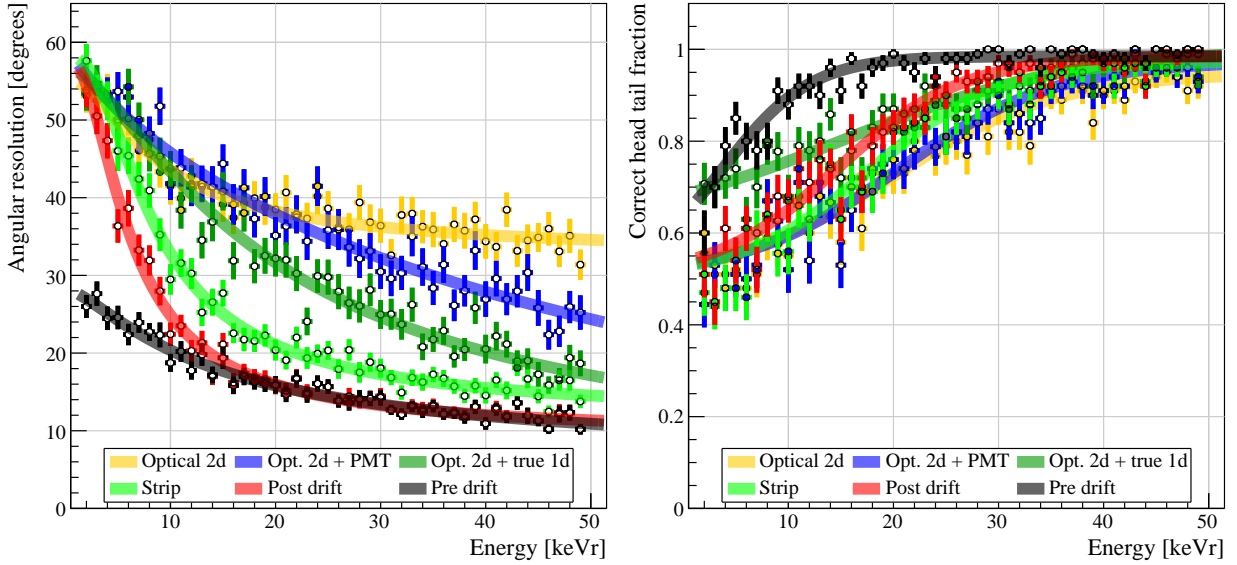 Angular resolution [degrees]
60
50
40
30
20
10
0
Optical 2d Opt. 2d + PMT Opt. 2d + true 1d
Strip Post drift Pre drift
10 20 30 40 50
Energy [keVr]
Correct head tail fraction
1
0.8
0.6
0.4
0.2
0
Optical 2d Opt. 2d + PMT Opt. 2d + true 1d
Strip Post drift Pre drift
10 20 30 40 50
Energy [keVr]